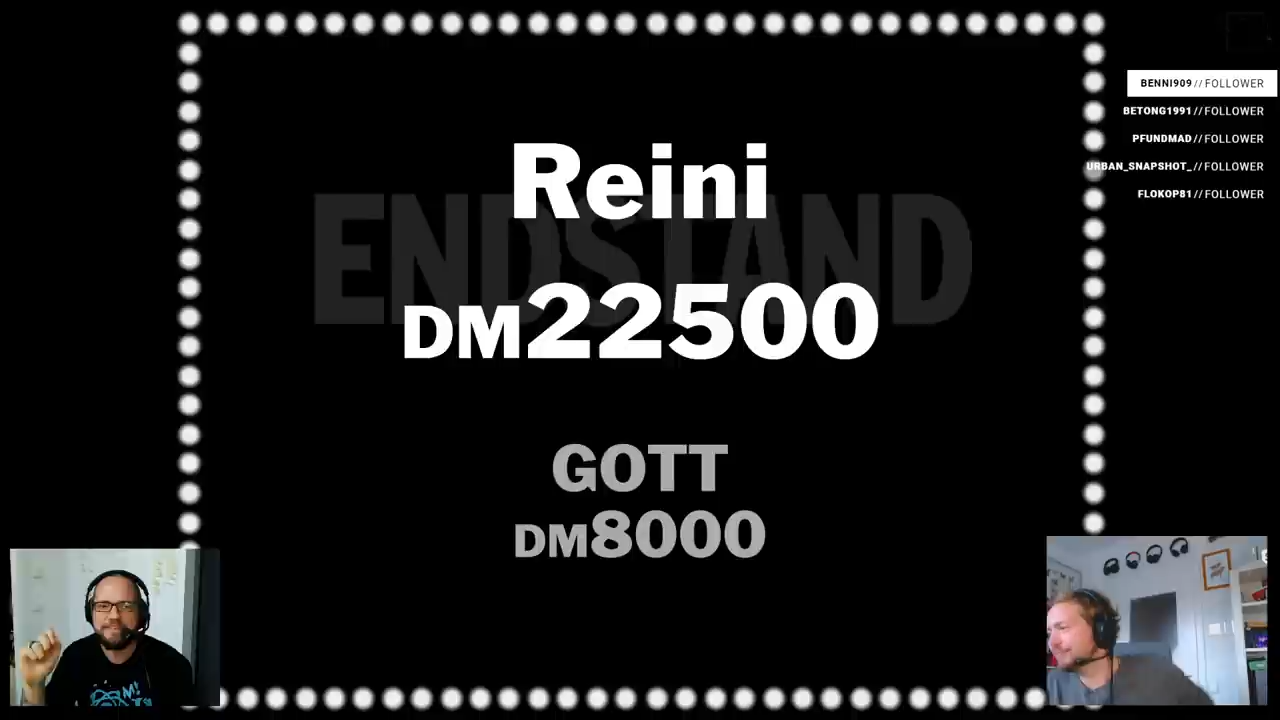 Reini
ENDSTAND
DM22500
GOTT
DM8000
BENNI909//FOLLOWER
BETONG1991//FOLLOWER
PFUNDMAD//FOLLOWER
URBAN_SNAPSHOT_//FOLLOWER
FLOKOP81//FOLLOWER